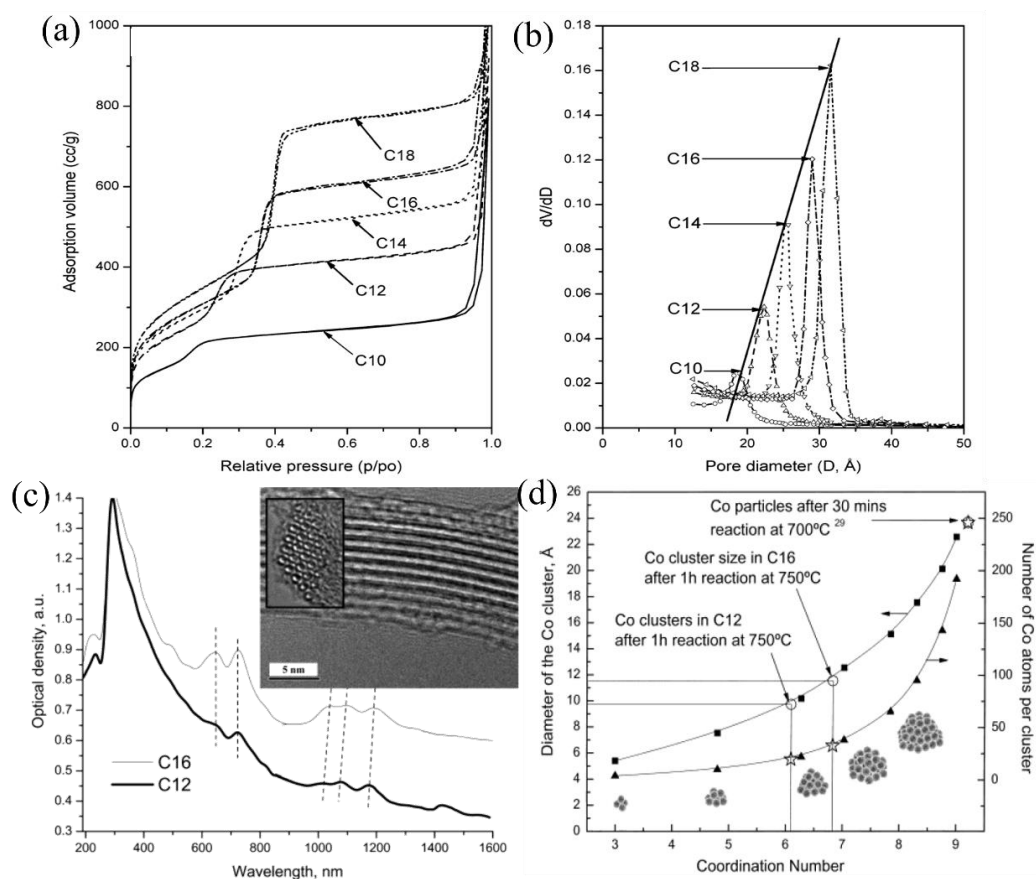 (a)
1000
800
600
400
200
0
Adsorption volume (cc/g)
C18
C16
C14
C12
C10
0.0 0.2 0.4 0.6 0.8 1.0
Relative pressure (p/po)
(b)
0.16
0.12
0.08
0.06
0.04
0.02
0.00
dV/dD
C18
C16
C14
C12
C10
0 10 20 30 40 50
Pore diameter (D, Å)
(c)
1.4
1.3
1.2
1.1
1.0
0.9
0.8
0.7
0.6
0.5
0.4
0.3
Optical density, a.u.
5 nm
C16
C12
200 400 600 800 1000 1200 1400 1600
Wavelength, nm
(d)
26
24
22
20
18
16
14
12
10
8
6
4
2
0
Diameter of the Co cluster, Å
Co particles after 30 mins
reaction at 700ºC 29
Co cluster size in C16
after 1h reaction at 750ºC
Co clusters in C12
after 1h reaction at 750ºC
250
200
150
100
50
0
Number of Co atoms per cluster
3 4 5 6 7 8 9
Coordination Number